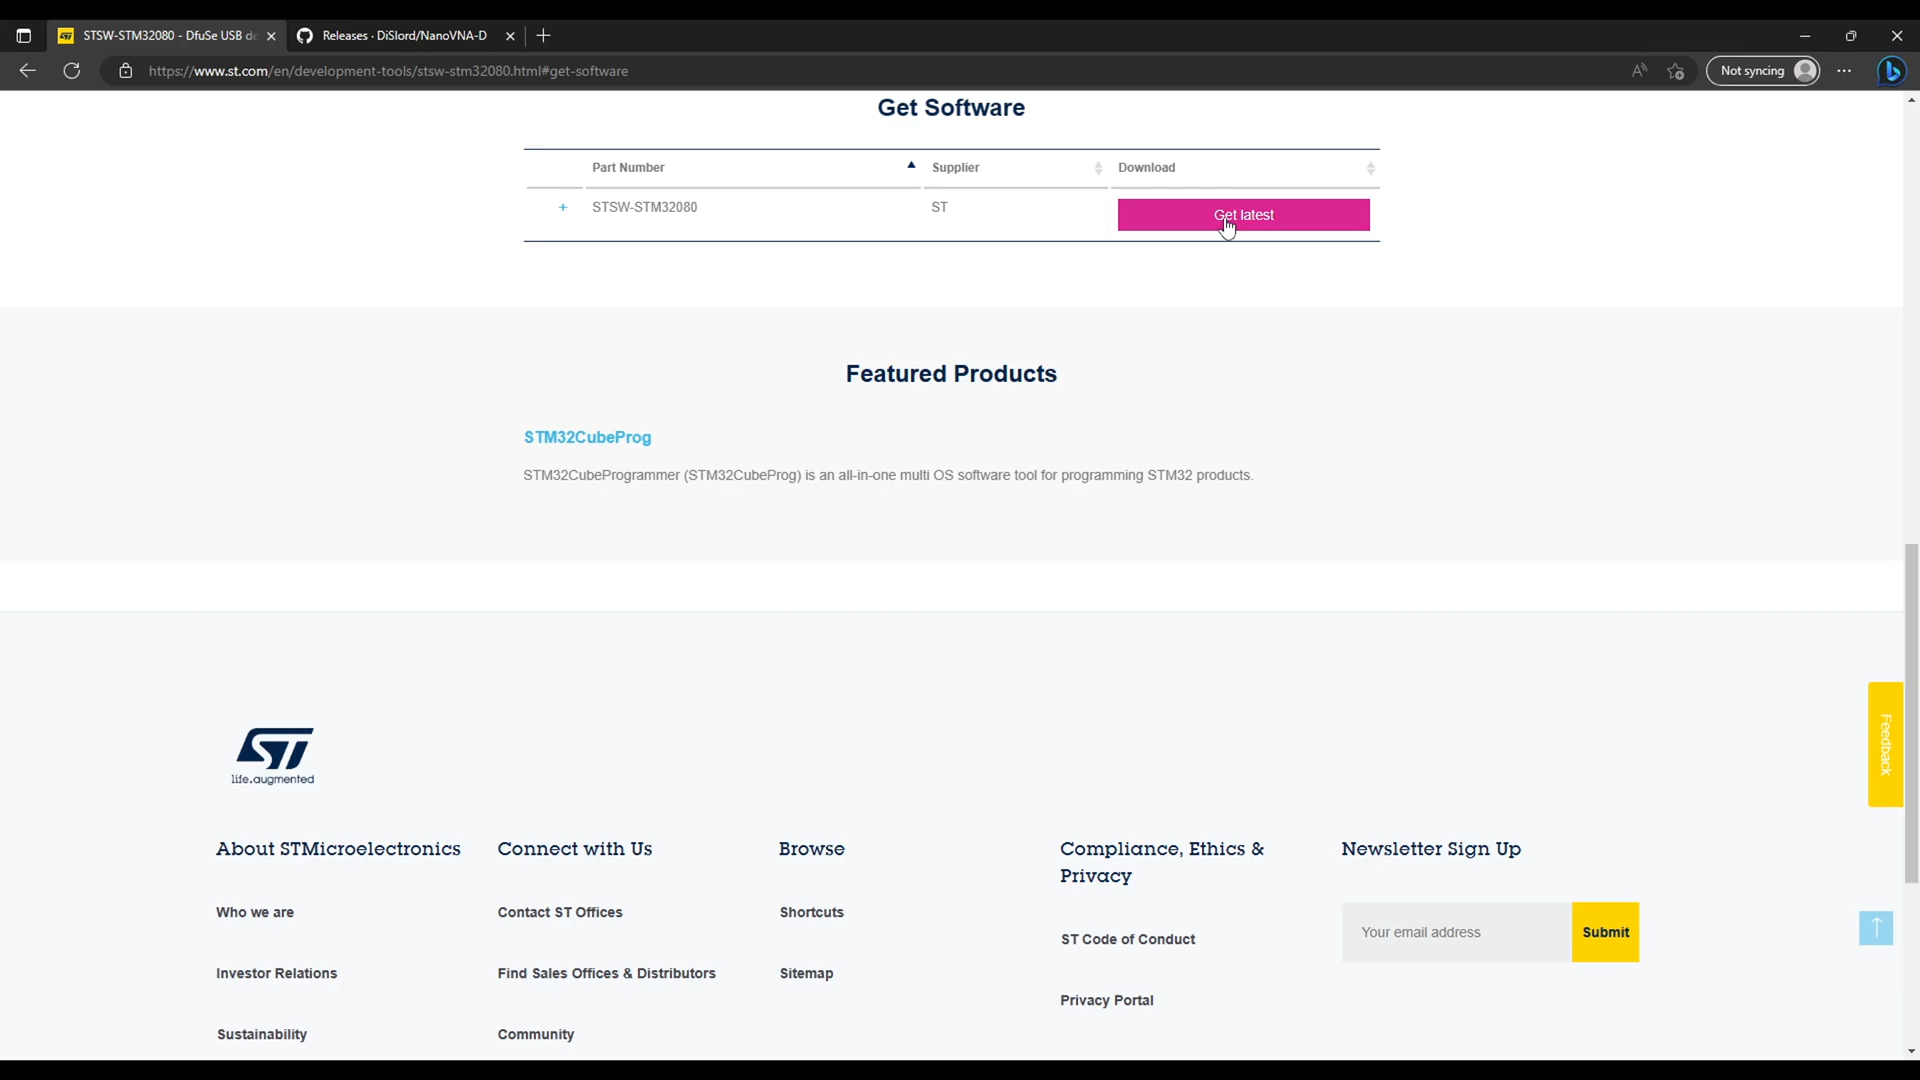 STSW-STM32080 - DfuSe USB de
Releases · DiSlord/NanoVNA-D
https://www.st.com/en/development-tools/stsw-stm32080.html#get-software
Not syncing
Get Software
Part Number
Supplier
Download
+
STSW-STM32080
ST
Get latest
Featured Products
STM32CubeProg
STM32CubeProgrammer (STM32CubeProg) is an all-in-one multi OS software tool for programming STM32 products.
Feedback
ST
life.augmented
About STMicroelectronics
Connect with Us
Browse
Compliance, Ethics &
Privacy
Newsletter Sign Up
Who we are
Contact ST Offices
Shortcuts
ST Code of Conduct
Your email address
Submit
Investor Relations
Find Sales Offices & Distributors
Sitemap
Privacy Portal
Sustainability
Community